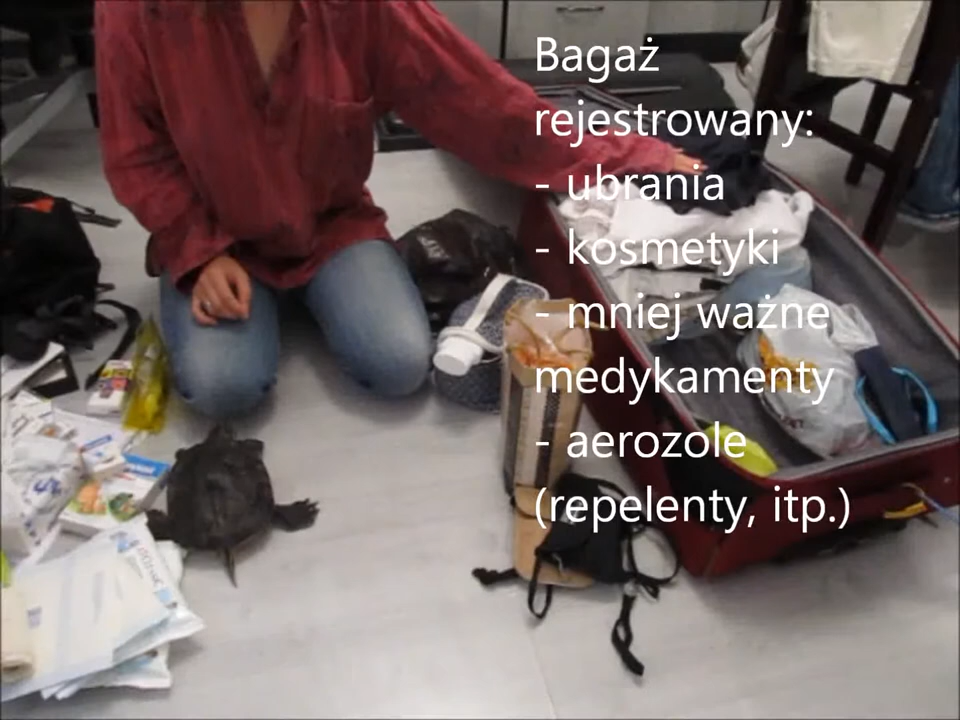 Bagaż
rejestrowany:
- ubrania
- kosmetyki
- mniej ważne
medykamenty
- aerozole
(repelenty, itp.)